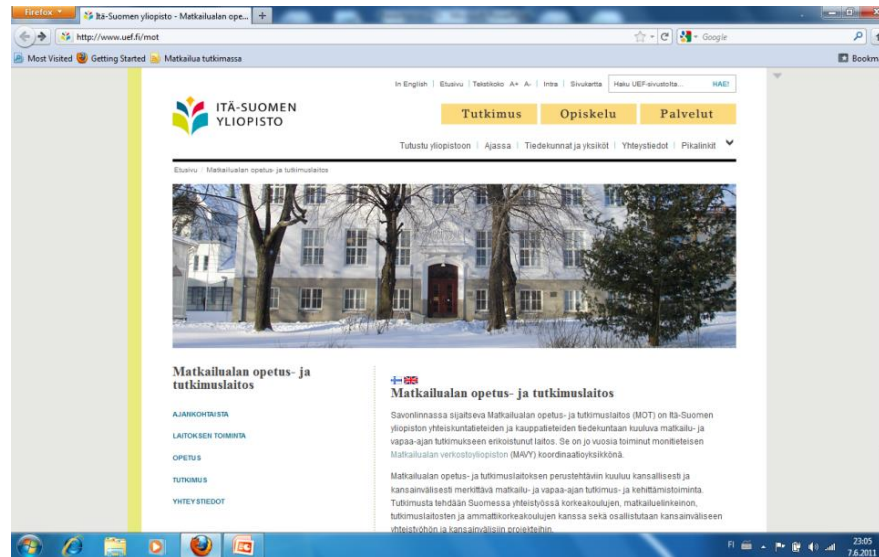 Firefox
Itä-Suomen yliopisto - Matkailualan ope...
http://www.uef.fi/mot
Google
Most Visited Getting Started Matkailua tutkimassa
Bookm
In English | Etusivu | Tekstikoko A+ A- | Intra | Sivukartta Haku UEF-sivustolta... HAE!
ITÄ-SUOMEN
YLIOPISTO
Tutkimus Opiskelu Palvelut
Tutustu yliopistoon | Ajassa | Tiedekunnat ja yksiköt | Yhteystiedot | Pikalinkit
Etusivu / Matkailualan opetus- ja tutkimuslaitos
Matkailualan opetus- ja
tutkimuslaitos
AJANKOHTAISTA
LAITOKSEN TOIMINTA
OPETUS
TUTKIMUS
YHTEYSTIEDOT
Matkailualan opetus- ja tutkimuslaitos
Savonlinnassa sijaitseva Matkailualan opetus- ja tutkimuslaitos (MOT) on Itä-Suomen
yliopiston yhteiskuntatieteiden ja kauppatieteiden tiedekuntaan kuuluva matkailu- ja
vapaa-ajan tutkimukseen erikoistunut laitos. Se on jo vuosia toiminut monitieteisen
Matkailualan verkostoyliopiston (MAVY) koordinaatioyksikkönä.
Matkailualan opetus- ja tutkimuslaitoksen perustehtäviin kuuluu kansallisesti ja
kansainvälisesti merkittävä matkailu- ja vapaa-ajan tutkimus- ja kehittämistoiminta.
Tutkimusta tehdään Suomessa yhteistyössä korkeakoulujen, matkailuelinkeinon,
tutkimuslaitosten ja ammattikorkeakoulujen kanssa sekä osallistutaan kansainväliseen
yhteistyöhön ja kansainvälisiin projekteihin.
FI
23:05
7.6.2011